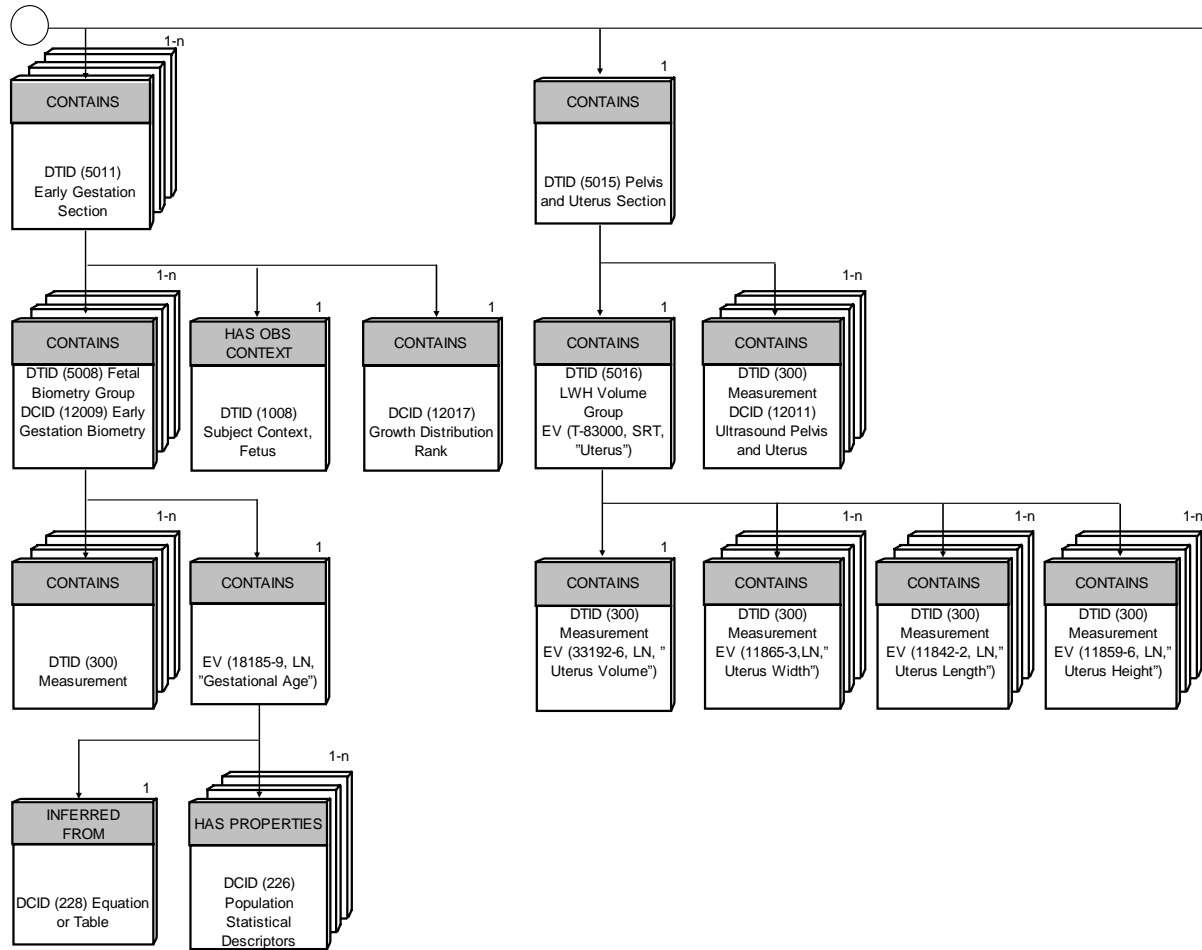 1-n
CONTAINS
DTID (5011)
Early Gestation
Section
1
CONTAINS
DTID (5015) Pelvis
and Uterus Section
1-n
CONTAINS
DTID (5008) Fetal
Biometry Group
DCID (12009) Early
Gestation Biometry
1
HAS OBS
CONTEXT
DTID (1008)
Subject Context,
Fetus
1
CONTAINS
DCID (12017)
Growth Distribution
Rank
1
CONTAINS
DTID (5016)
LWH Volume
Group
EV (T-83000, SRT,
”Uterus”)
1-n
CONTAINS
DTID (300)
Measurement
DCID (12011)
Ultrasound Pelvis
and Uterus
1-n
CONTAINS
DTID (300)
Measurement
1
CONTAINS
EV (18185-9, LN,
”Gestational Age”)
1
CONTAINS
DTID (300)
Measurement
EV (33192-6, LN, ”
Uterus Volume”)
1-n
CONTAINS
DTID (300)
Measurement
EV (11865-3,LN,”
Uterus Width”)
1-n
CONTAINS
DTID (300)
Measurement
EV (11842-2, LN,”
Uterus Length”)
1-n
CONTAINS
DTID (300)
Measurement
EV (11859-6, LN,”
Uterus Height”)
1
INFERRED
FROM
DCID (228) Equation
or Table
1-n
HAS PROPERTIES
DCID (226)
Population
Statistical
Descriptors